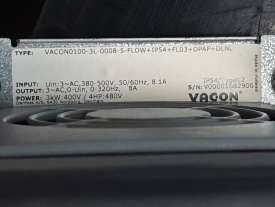 TYPE: VACON0100-3L-0008-5-FLOW+IP54+FL03+DPAP+DLNL
INPUT: Uin: 3~AC, 380-500V, 50/60Hz, 8.1A
OUTPUT: 3~AC, 0-Uin, 0-320Hz, 8A
POWER: 3kW:400V / 4HP:480V
IP54/Type12
S/N:
VACON